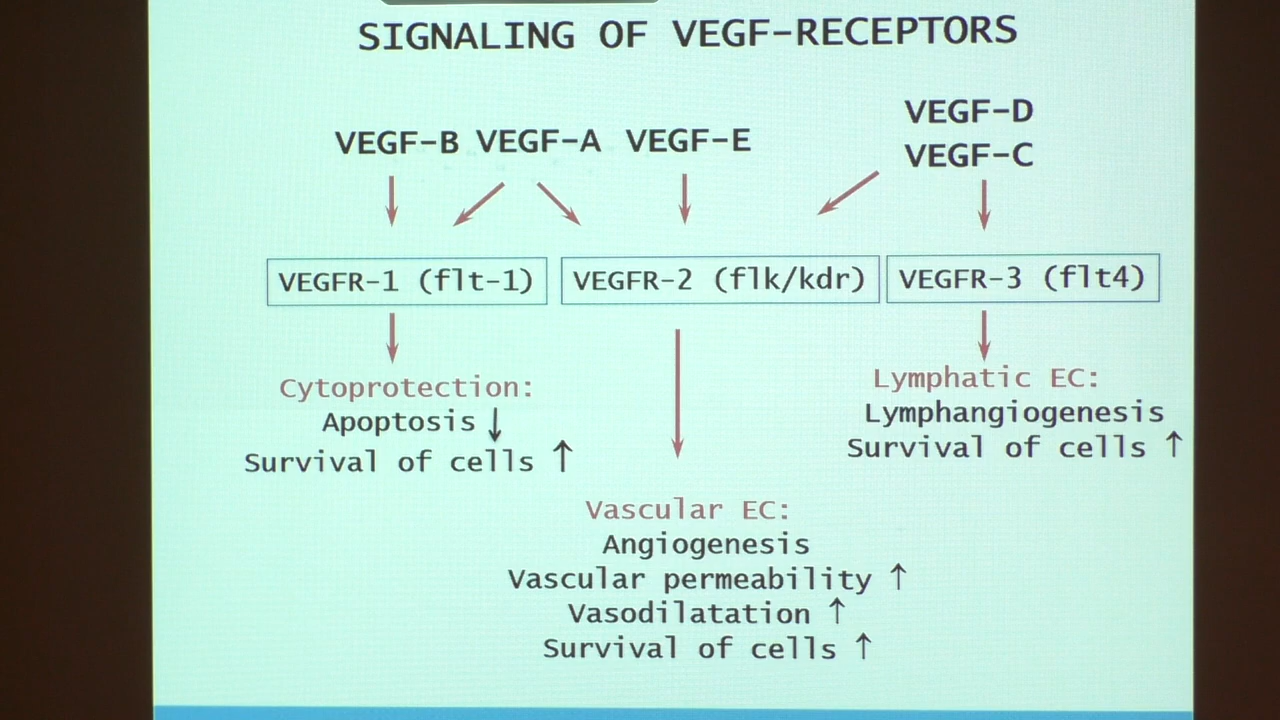 SIGNALING OF VEGF-RECEPTORS
VEGF-D
VEGF-B VEGF-A VEGF-E
VEGF-C
VEGFR-1 (flt-1)
VEGFR-2 (flk/kdr)
VEGFR-3 (flt4)
Cytoprotection:
Apoptosis ↓
Survival of cells ↑
Lymphatic EC:
Lymphangiogenesis
Survival of cells ↑
Vascular EC:
Angiogenesis
Vascular permeability ↑
Vasodilatation ↑
Survival of cells ↑